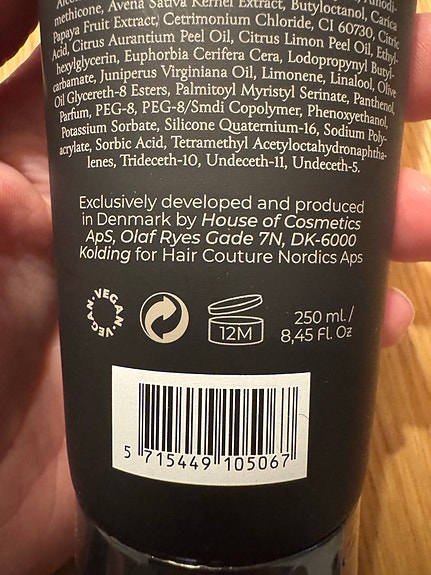 methicone, Avena Sativa Kernel Extract, Butyloctanol, Carica
Papaya Fruit Extract, Cetrimonium Chloride, CI 60730, Citric
Acid, Citrus Aurantium Peel Oil, Citrus Limon Peel Oil, Ethyl-
hexylglycerin, Euphorbia Cerifera Cera, Lodopropynyl Butyl-
carbamate, Juniperus Virginiana Oil, Limonene, Linalool, Olive
Oil Glycereth-8 Esters, Palmitoyl Myristyl Serinate, Panthenol,
Parfum, PEG-8, PEG-8/Smdi Copolymer, Phenoxyethanol,
Potassium Sorbate, Silicone Quaternium-16, Sodium Poly-
acrylate, Sorbic Acid, Tetramethyl Acetyloctahydronaphtha-
lenes, Trideceth-10, Undeceth-11, Undeceth-5.
Exclusively developed and produced
in Denmark by House of Cosmetics
ApS, Olaf Ryes Gade 7N, DK-6000
Kolding for Hair Couture Nordics Aps
VEGAN·VEGAN·
12M
250 ml./
8,45 Fl. Oz
5 715449 105067